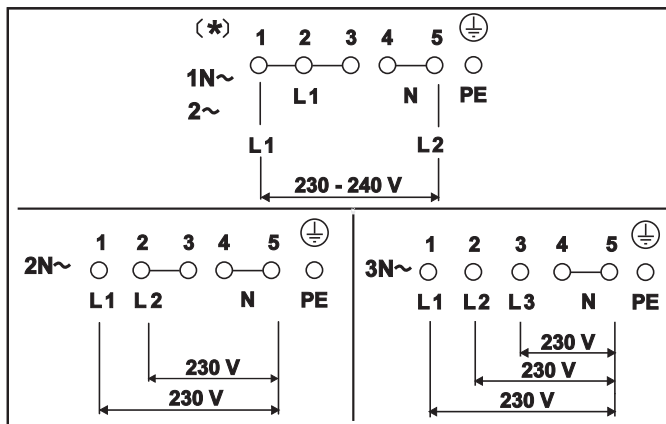 (*) 1 2 3 4 5
1N~ L1 N PE
2~
L1 L2
230 - 240 V
1 2 3 4 5
2N~
L1 L2 N PE
230 V
230 V
1 2 3 4 5
3N~
L1 L2 L3 N PE
230 V
230 V
230 V